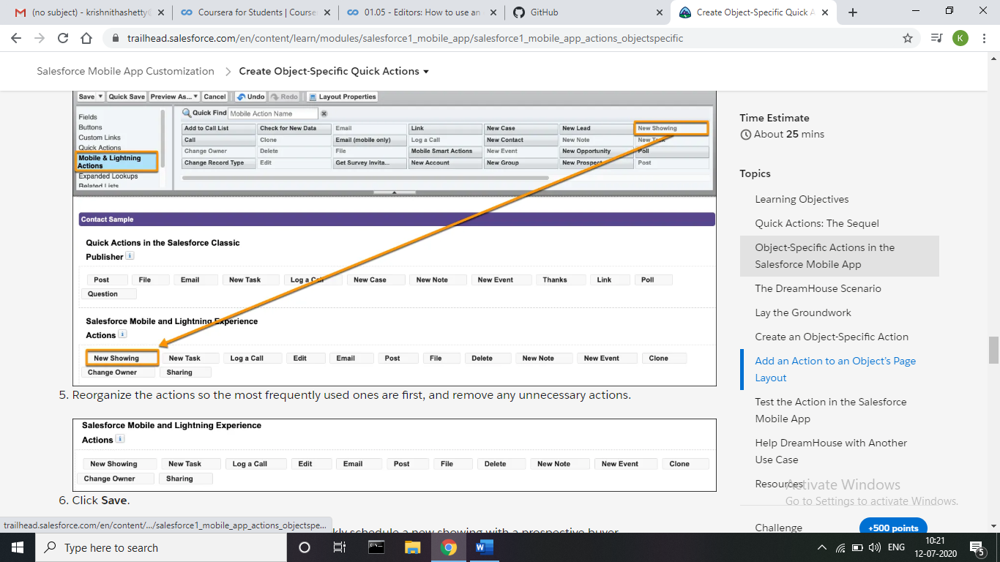 (no subject) - krishnithashetty@
Coursera for Students | Course
01.05 - Editors: How to use an
GitHub
Create Object-Specific Quick A
trailhead.salesforce.com/en/content/learn/modules/salesforce1_mobile_app/salesforce1_mobile_app_actions_objectspecific
K
Salesforce Mobile App Customization > Create Object-Specific Quick Actions
Save Quick Save Preview As... Cancel Undo Redo Layout Properties
Fields
Buttons
Custom Links
Quick Actions
Mobile & Lightning
Actions
Expanded Lookups
Related Lists
Quick Find Mobile Action Name
Add to Call List Check for New Data Email Link New Case New Lead New Showing
Call Clone Email (mobile only) Log a Call New Contact New Note New Task
Change Owner Delete File Mobile Smart Actions New Event New Opportunity Poll
Change Record Type Edit Get Survey Invita... New Account New Group New Prospect Post
Contact Sample
Quick Actions in the Salesforce Classic
Publisher
Post File Email New Task Log a Call New Case New Note New Event Thanks Link Poll
Question
Salesforce Mobile and Lightning Experience
Actions
New Showing New Task Log a Call Edit Email Post File Delete New Note New Event Clone
Change Owner Sharing
5. Reorganize the actions so the most frequently used ones are first, and remove any unnecessary actions.
Salesforce Mobile and Lightning Experience
Actions
New Showing New Task Log a Call Edit Email Post File Delete New Note New Event Clone
Change Owner Sharing
6. Click Save.
schedule a new showing with a prospective buyer
trailhead.salesforce.com/en/content/.../salesforce1_mobile_app_actions_objectspe...
Time Estimate
About 25 mins
Topics
Learning Objectives
Quick Actions: The Sequel
Object-Specific Actions in the
Salesforce Mobile App
The DreamHouse Scenario
Lay the Groundwork
Create an Object-Specific Action
Add an Action to an Object's Page
Layout
Test the Action in the Salesforce
Mobile App
Help DreamHouse with Another
Use Case
Resources
Activate Windows
Go to Settings to activate Windows.
Challenge +500 points
Type here to search
ENG
10:21
12-07-2020
5